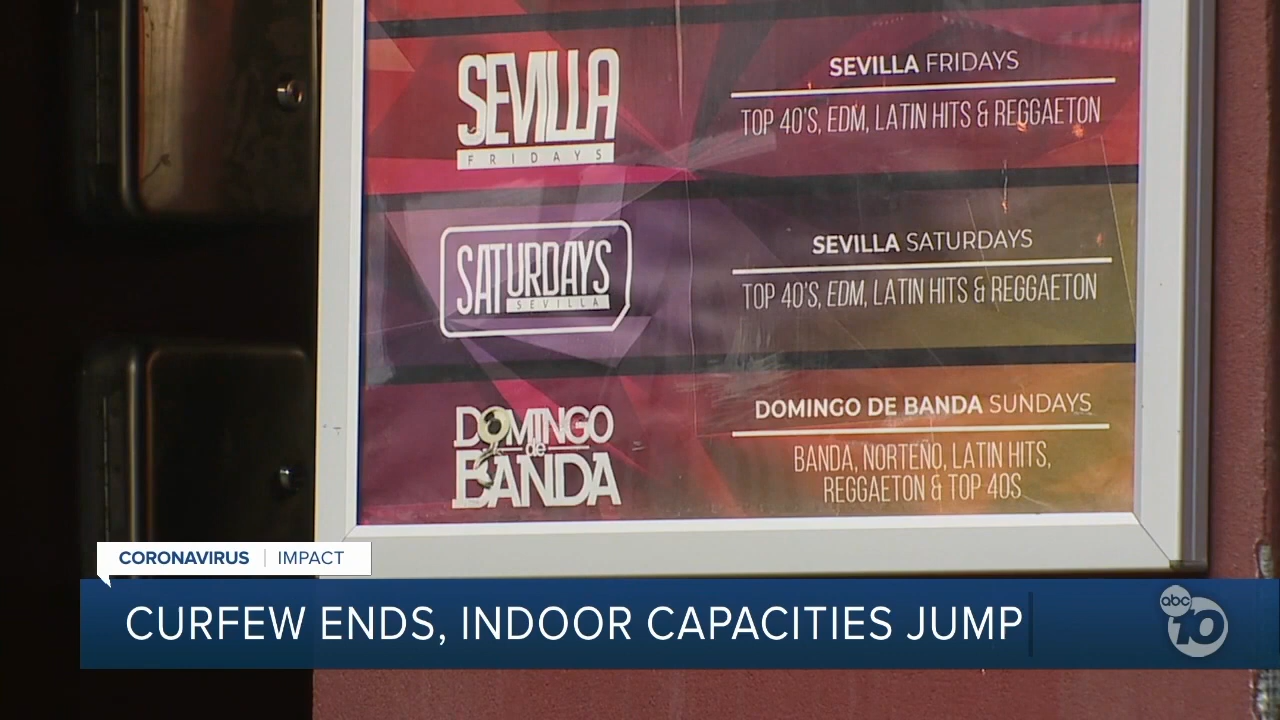 SEVILLA
FRIDAYS
SEVILLA FRIDAYS
TOP 40'S, EDM, LATIN HITS & REGGAETON
SATURDAYS
SEVILLA
SEVILLA SATURDAYS
TOP 40'S, EDM, LATIN HITS & REGGAETON
DOMINGO
de
BANDA
DOMINGO DE BANDA SUNDAYS
BANDA, NORTEÑO, LATIN HITS,
REGGAETON & TOP 40S
CORONAVIRUS IMPACT
CURFEW ENDS, INDOOR CAPACITIES JUMP
abc
10